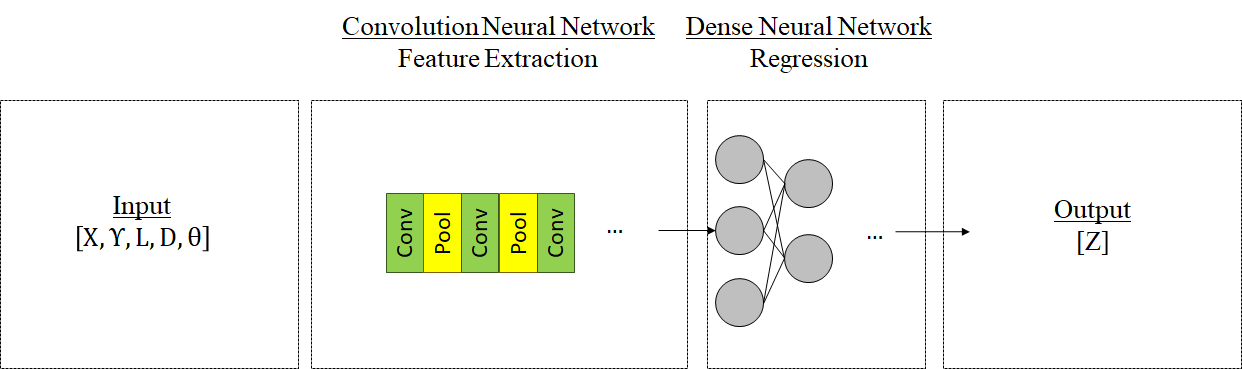 Convolution Neural Network
Feature Extraction
Dense Neural Network
Regression
Input
[X, ϒ, L, D, θ]
Conv
Pool
Conv
Pool
Conv
...
...
Output
[Z]